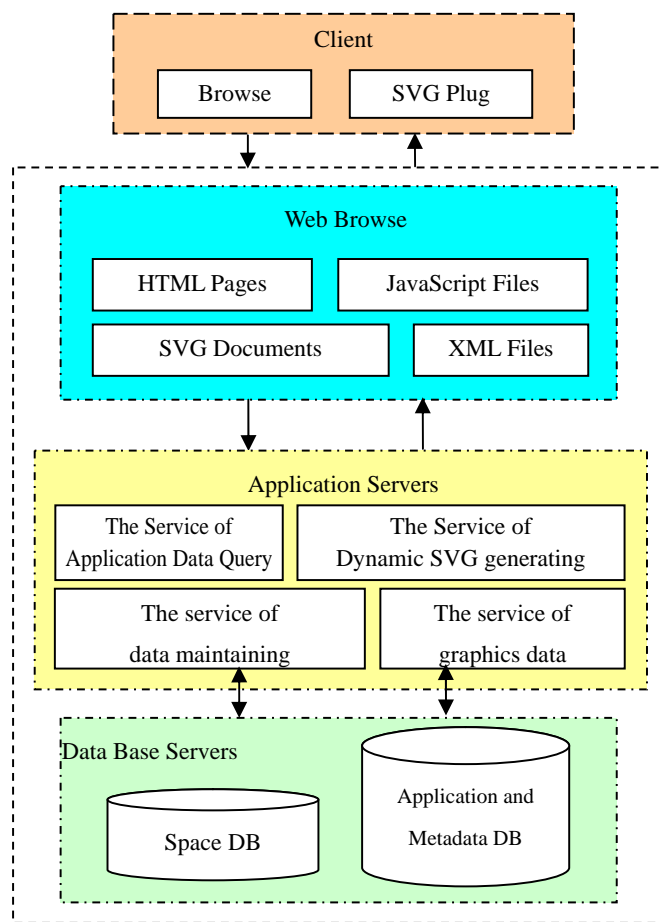 Client
Browse
SVG Plug
Web Browse
HTML Pages
JavaScript Files
SVG Documents
XML Files
Application Servers
The Service of
Application Data Query
The Service of
Dynamic SVG generating
The service of
data maintaining
The service of
graphics data
Data Base Servers
Space DB
Application and
Metadata DB